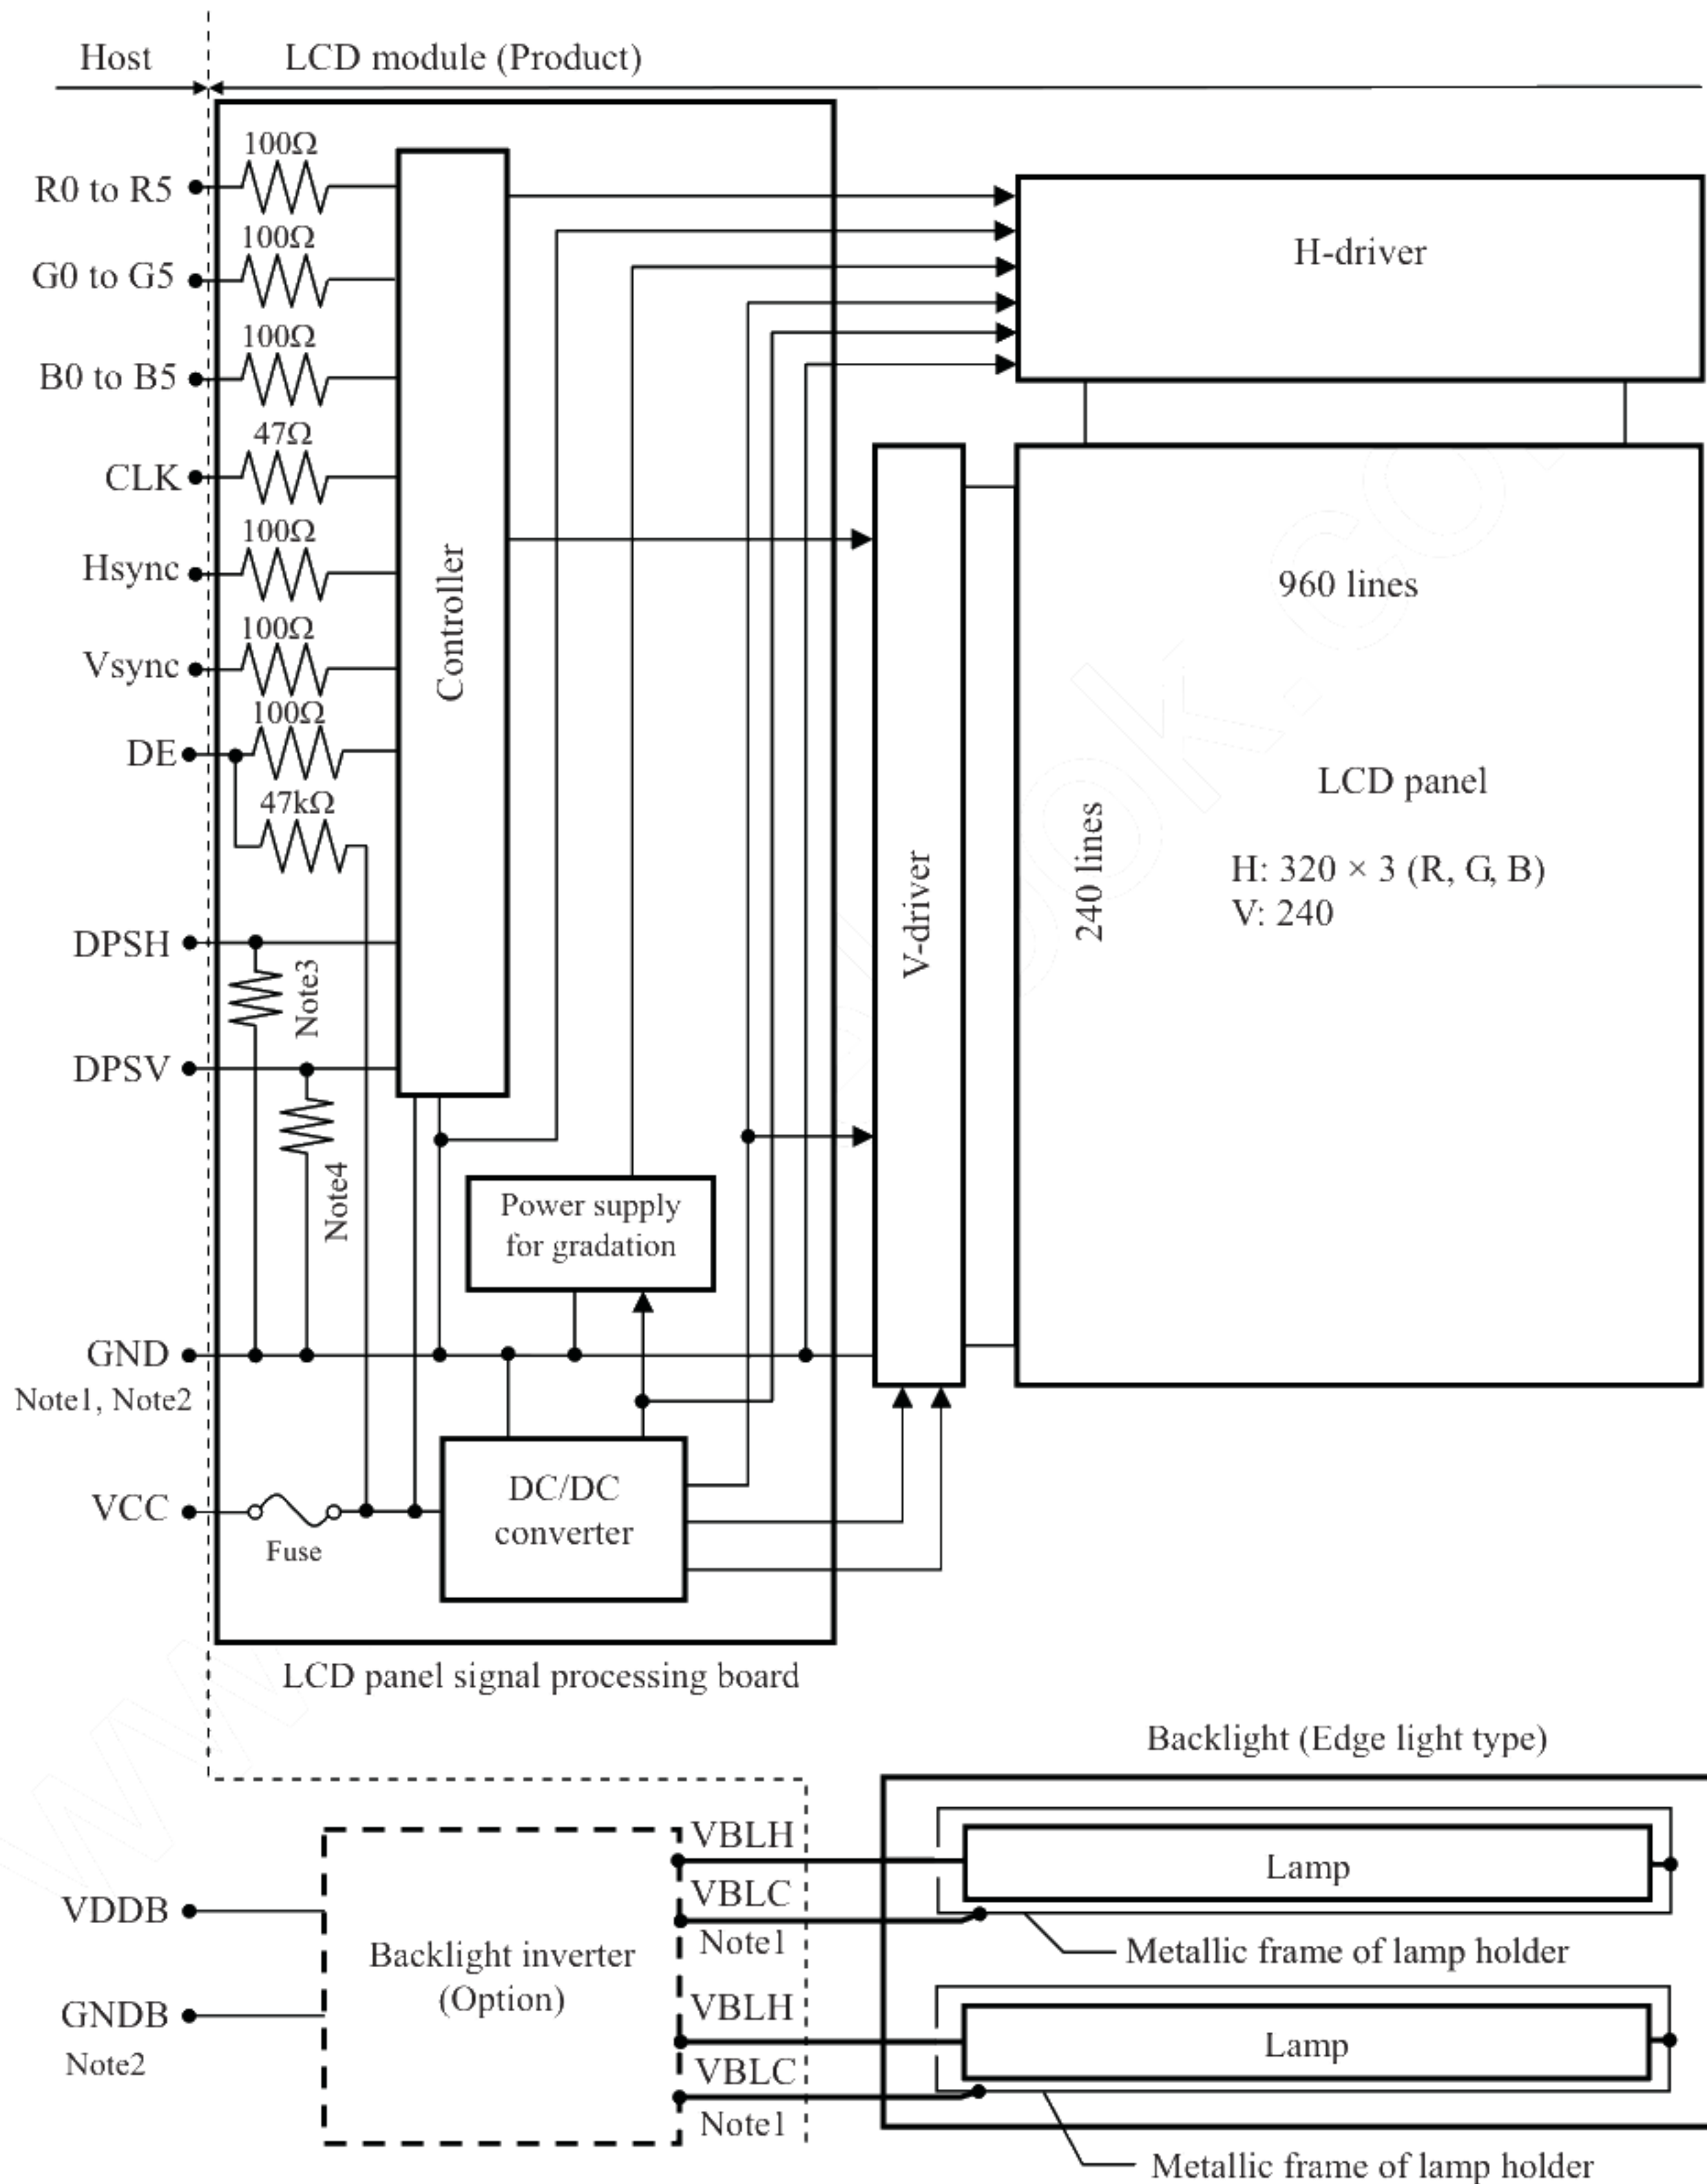 Host
LCD module (Product)
100Ω
R0 to R5
100Ω
G0 to G5
100Ω
B0 to B5
47Ω
CLK
100Ω
Hsync
100Ω
Vsync
100Ω
DE
47kΩ
DPSH
Note3
DPSV
Note4
GND
Note1, Note2
VCC
Fuse
Controller
Power supply
for gradation
DC/DC
converter
LCD panel signal processing board
H-driver
V-driver
960 lines
240 lines
LCD panel
H: 320 × 3 (R, G, B)
V: 240
Backlight (Edge light type)
VDDB
GNDB
Note2
Backlight inverter
(Option)
VBLH
VBLC
Note1
VBLH
VBLC
Note1
Lamp
Metallic frame of lamp holder
Lamp
Metallic frame of lamp holder